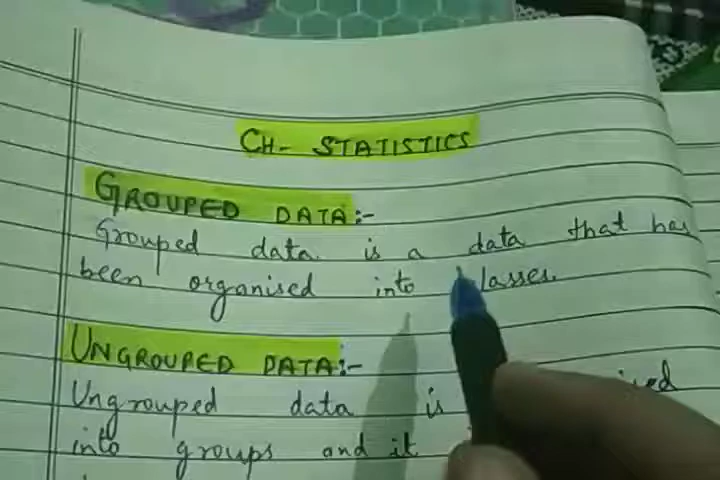 CH- STATISTICS
GROUPED DATA:-
Grouped data is a data that has
been organised into classes.
UNGROUPED DATA:-
Ungrouped data is
into groups and it